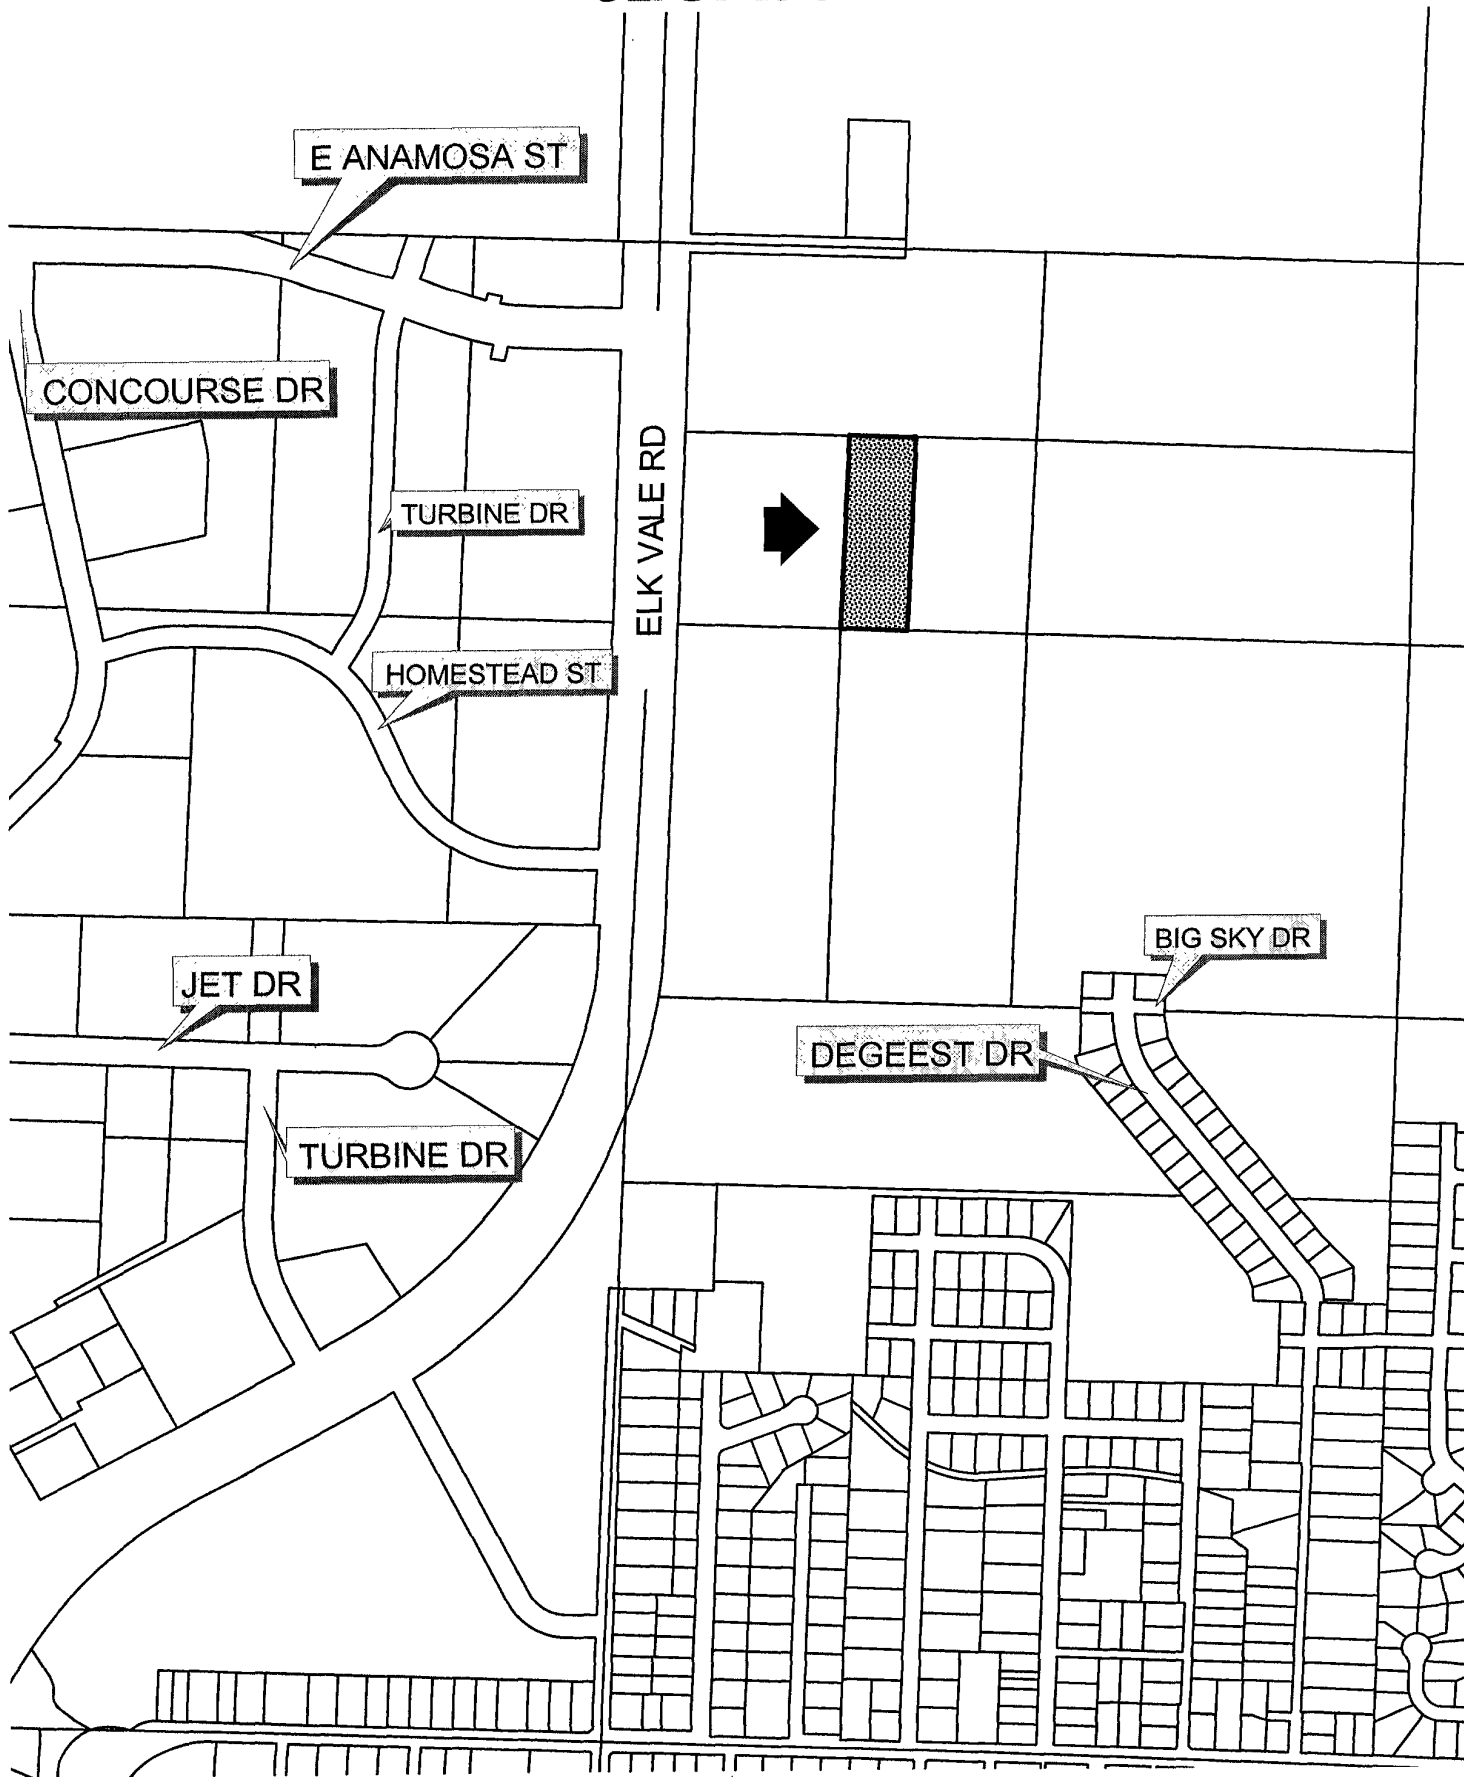 E ANAMOSA ST
CONCOURSE DR
ELK VALE RD
TURBINE DR
HOMESTEAD ST
BIG SKY DR
JET DR
DEGEEST DR
TURBINE DR